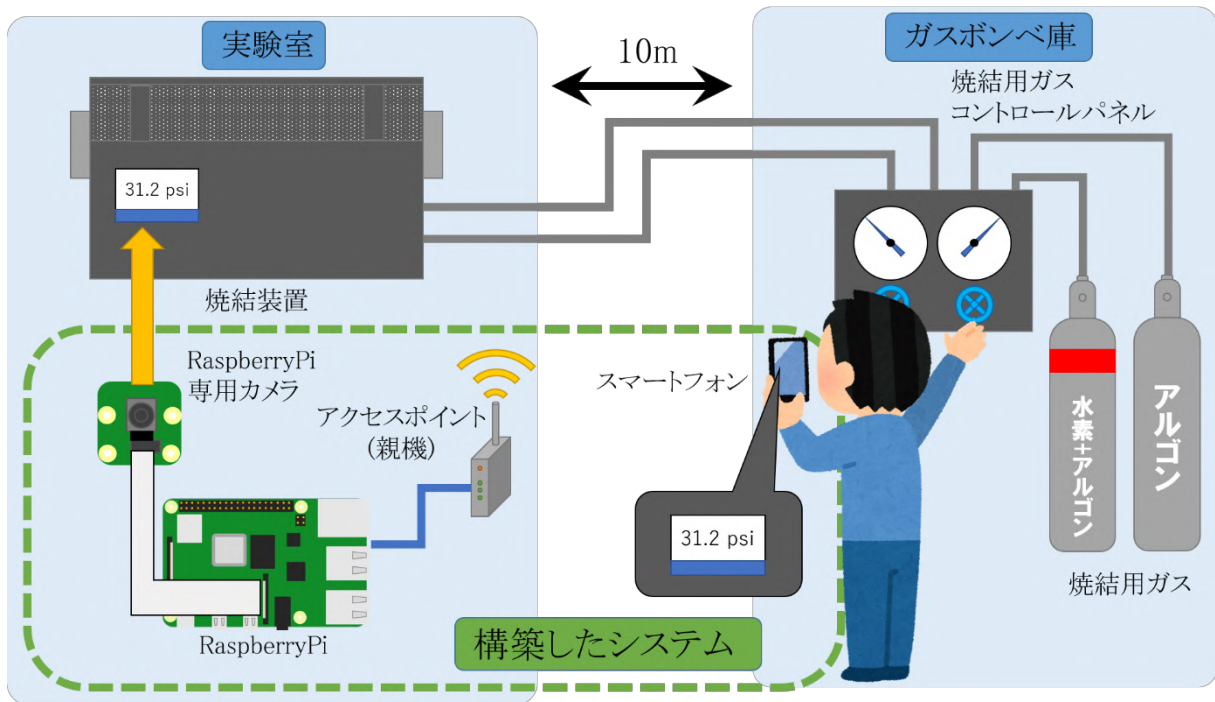 実験室
10m
ガスボンベ庫
焼結用ガス
コントロールパネル
31.2 psi
焼結装置
RaspberryPi
専用カメラ
アクセスポイント
(親機)
スマートフォン
水素+アルゴン
アルゴン
31.2 psi
焼結用ガス
RaspberryPi
構築したシステム